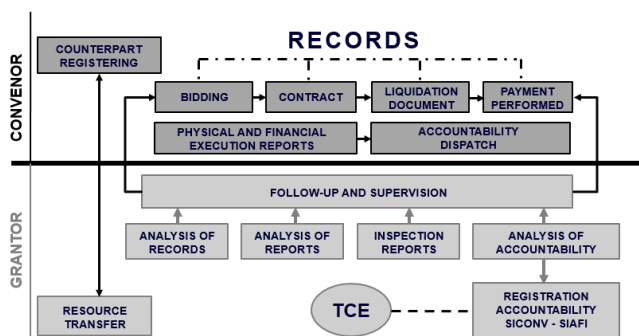 RECORDS
COUNTERPART
REGISTERING
CONVENOR
BIDDING
CONTRACT
LIQUIDATION
DOCUMENT
PAYMENT
PERFORMED
PHYSICAL AND FINANCIAL
EXECUTION REPORTS
ACCOUNTABILITY
DISPATCH
GRANTOR
FOLLOW-UP AND SUPERVISION
ANALYSIS OF
RECORDS
ANALYSIS OF
REPORTS
INSPECTION
REPORTS
ANALYSIS OF
ACCOUNTABILITY
RESOURCE
TRANSFER
TCE
REGISTRATION
ACCOUNTABILITY
SICONV - SIAFI